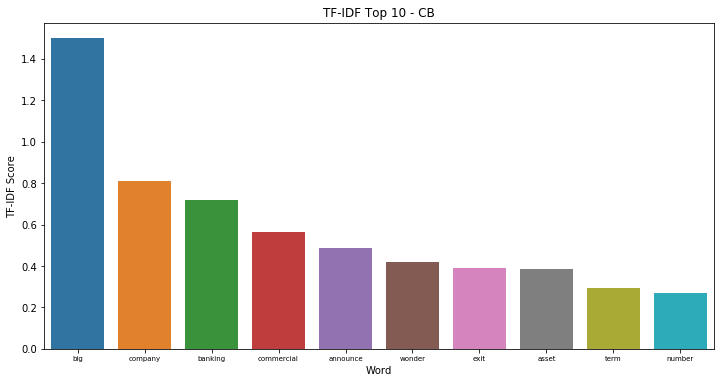 TF-IDF Top 10 - CB
TF-IDF Score
1.4
1.2
1.0
0.8
0.6
0.4
0.2
0.0
big company banking commercial announce wonder exit asset term number
Word